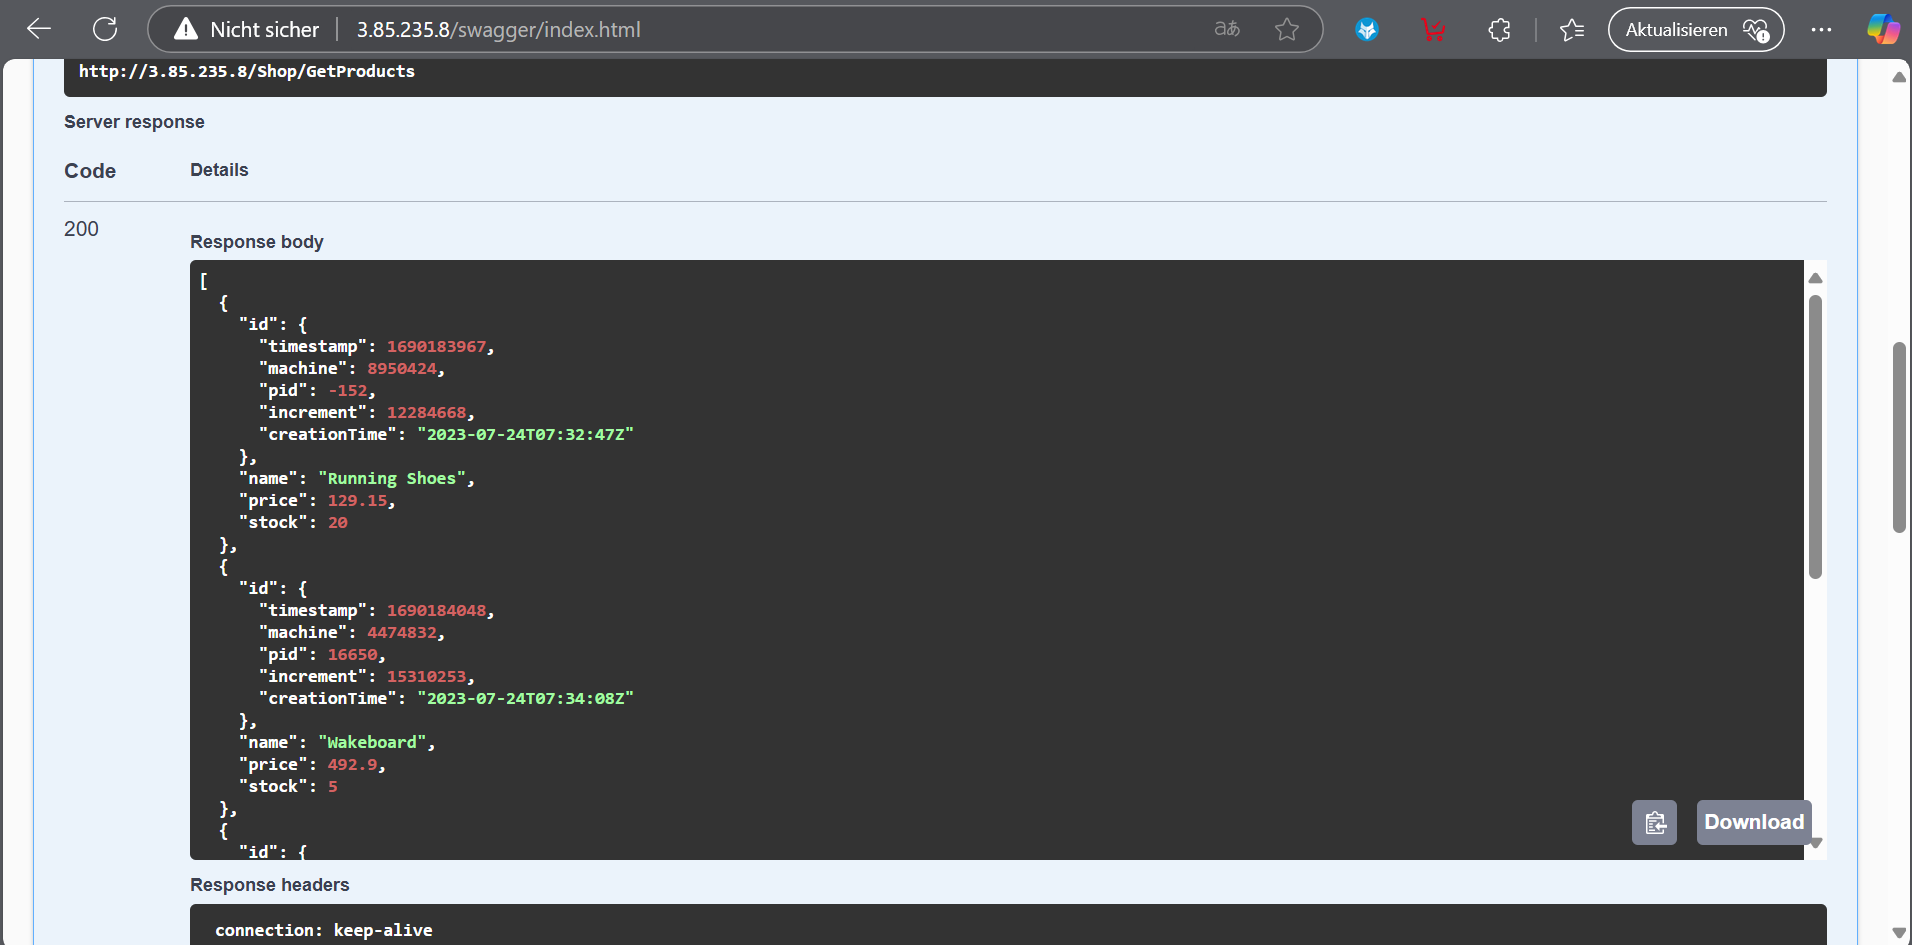 Nicht sicher 3.85.235.8/swagger/index.html
aあ
Aktualisieren
http://3.85.235.8/Shop/GetProducts
Server response
Code Details
200
Response body
[
  {
    "id": {
      "timestamp": 1690183967,
      "machine": 8950424,
      "pid": -152,
      "increment": 12284668,
      "creationTime": "2023-07-24T07:32:47Z"
    },
    "name": "Running Shoes",
    "price": 129.15,
    "stock": 20
  },
  {
    "id": {
      "timestamp": 1690184048,
      "machine": 4474832,
      "pid": 16650,
      "increment": 15310253,
      "creationTime": "2023-07-24T07:34:08Z"
    },
    "name": "Wakeboard",
    "price": 492.9,
    "stock": 5
  },
  {
    "id": {
Download
Response headers
connection: keep-alive